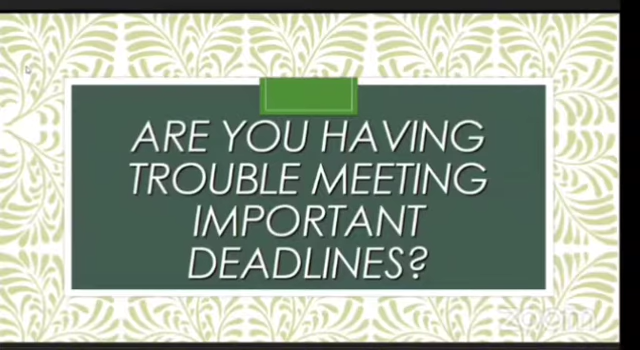 ARE YOU HAVING
TROUBLE MEETING
IMPORTANT
DEADLINES?
zoom